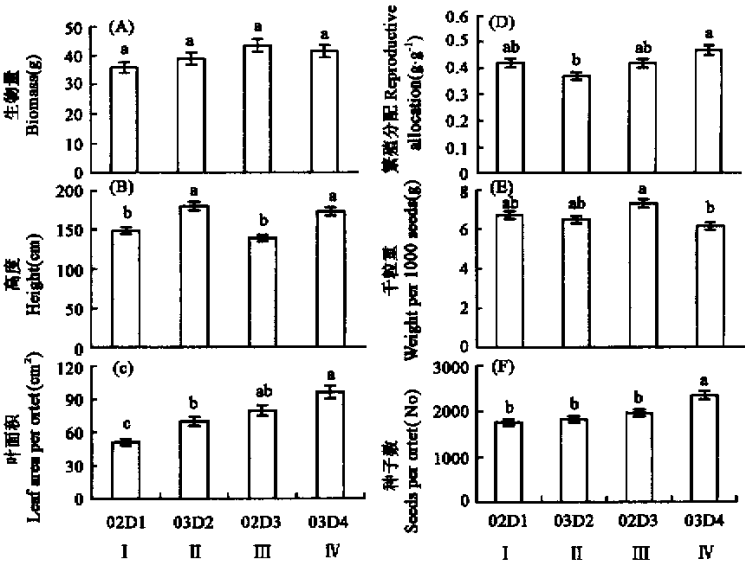 生物量
Biomass(g)
(A)
50
40
30
20
10
0
a
a
a
a
高度
Height(cm)
(B)
200
150
100
50
0
b
a
b
a
叶面积
Leaf area per ortet(cm²)
(c)
120
90
60
30
0
c
b
ab
a
02D1
03D2
02D3
03D4
I
II
III
IV
繁殖分配 Reproductive
allocation(g·g⁻¹)
(D)
0.6
0.5
0.4
0.3
0.2
0.1
0
ab
b
ab
a
千粒重
Weight per 1000 seeds(g)
(E)
8
6
4
2
0
ab
ab
a
b
种子数
Seeds per ortet( No)
(F)
3000
2000
1000
0
b
b
b
a
02D1
03D2
02D3
03D4
I
II
III
IV